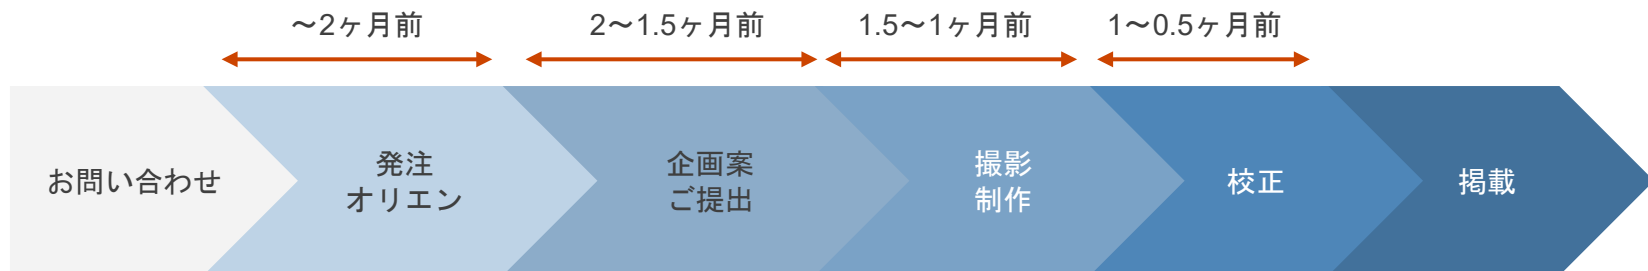 〜2ヶ月前
2〜1.5ヶ月前
1.5〜1ヶ月前
1〜0.5ヶ月前
お問い合わせ
発注
オリエン
企画案
ご提出
撮影
制作
校正
掲載